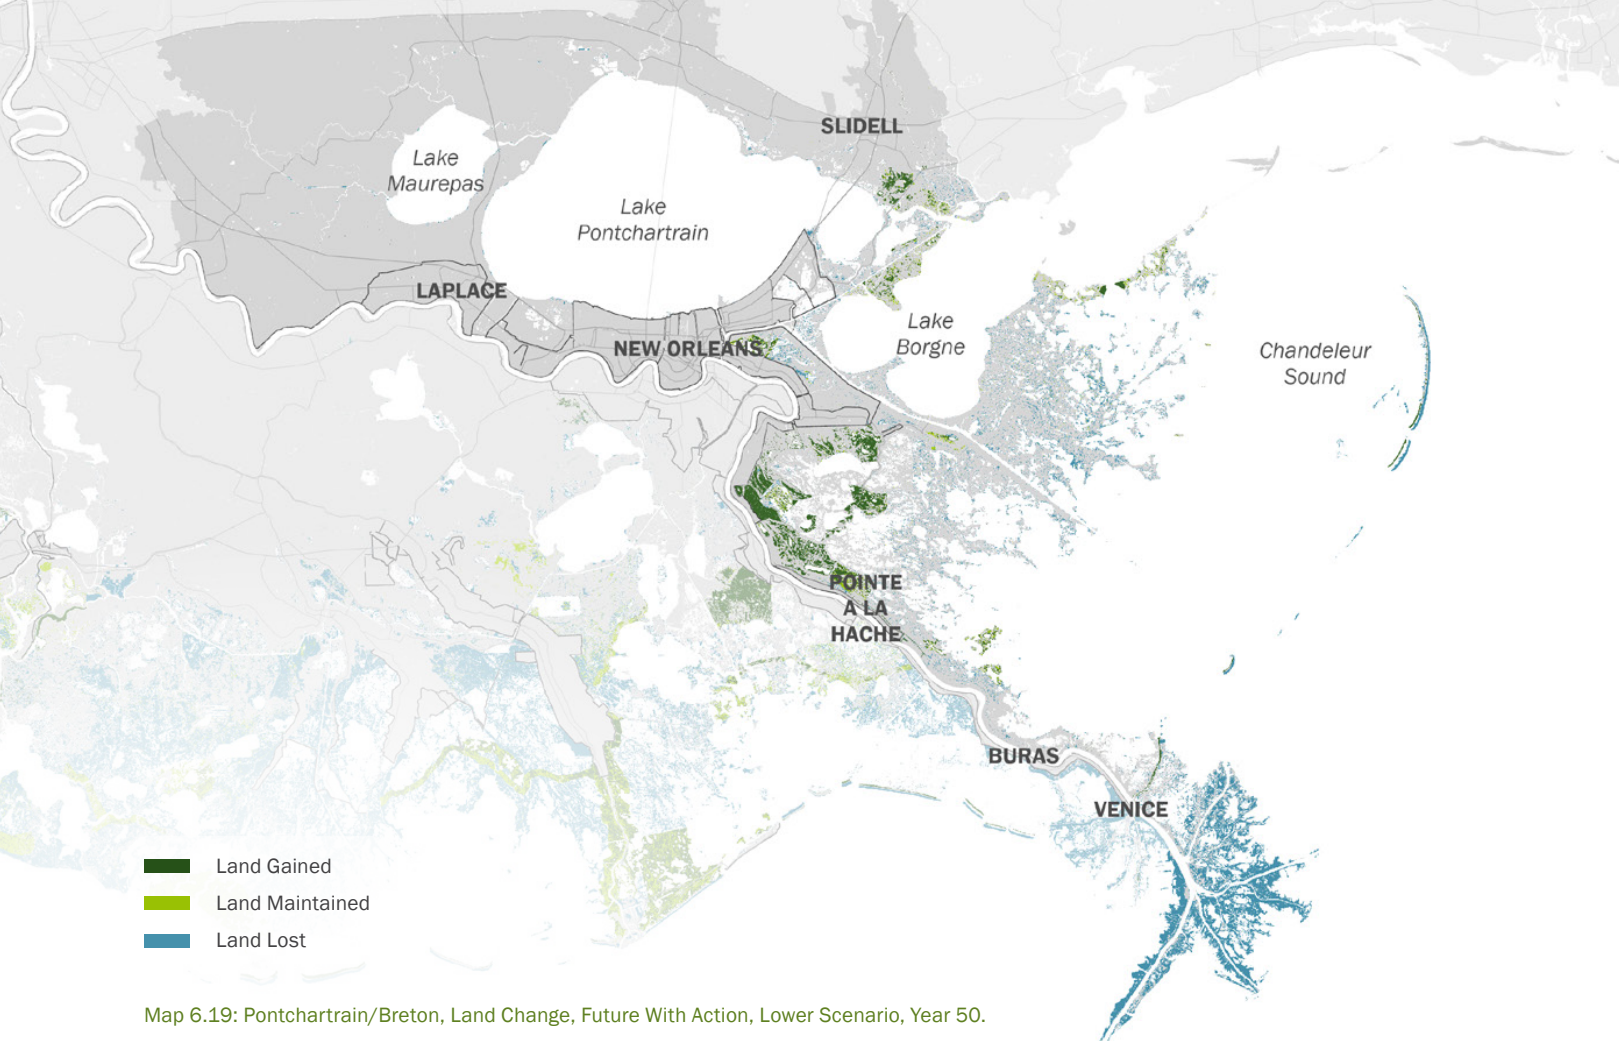 SLIDELL
Lake
Maurepas
Lake
Pontchartrain
LAPLACE
NEW ORLEANS
Lake
Borgne
Chandeleur
Sound
POINTE
A LA
HACHE
BURAS
VENICE
Land Gained
Land Maintained
Land Lost
Map 6.19: Pontchartrain/Breton, Land Change, Future With Action, Lower Scenario, Year 50.